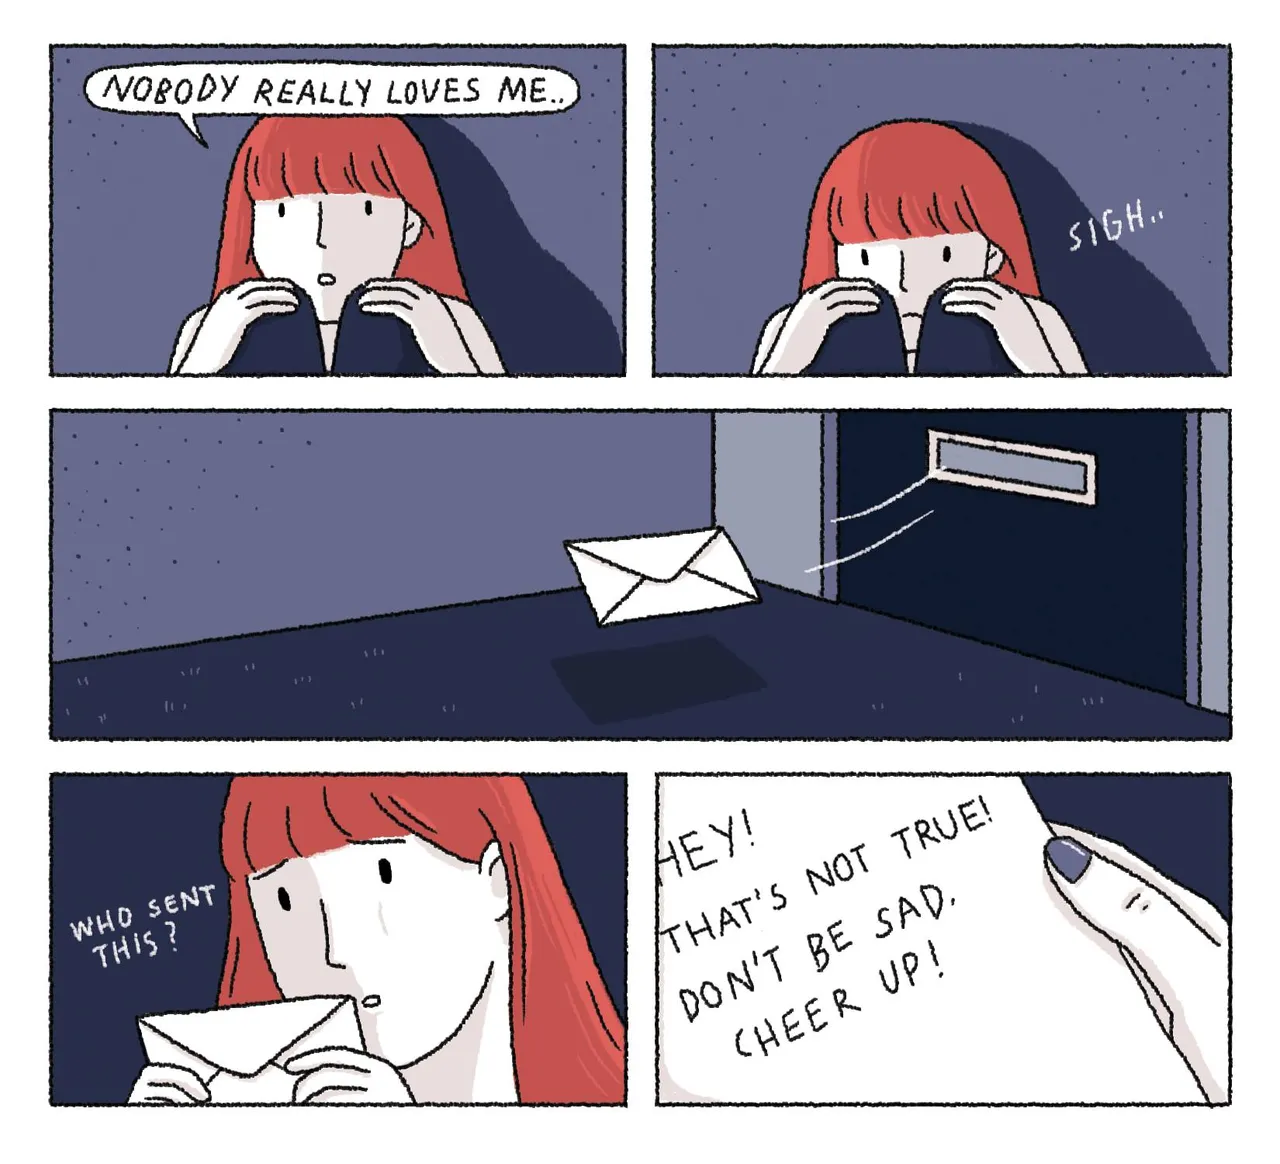 NOBODY REALLY LOVES ME..
SIGH..
WHO SENT
THIS?
HEY!
THAT'S NOT TRUE!
DON'T BE SAD.
CHEER UP!